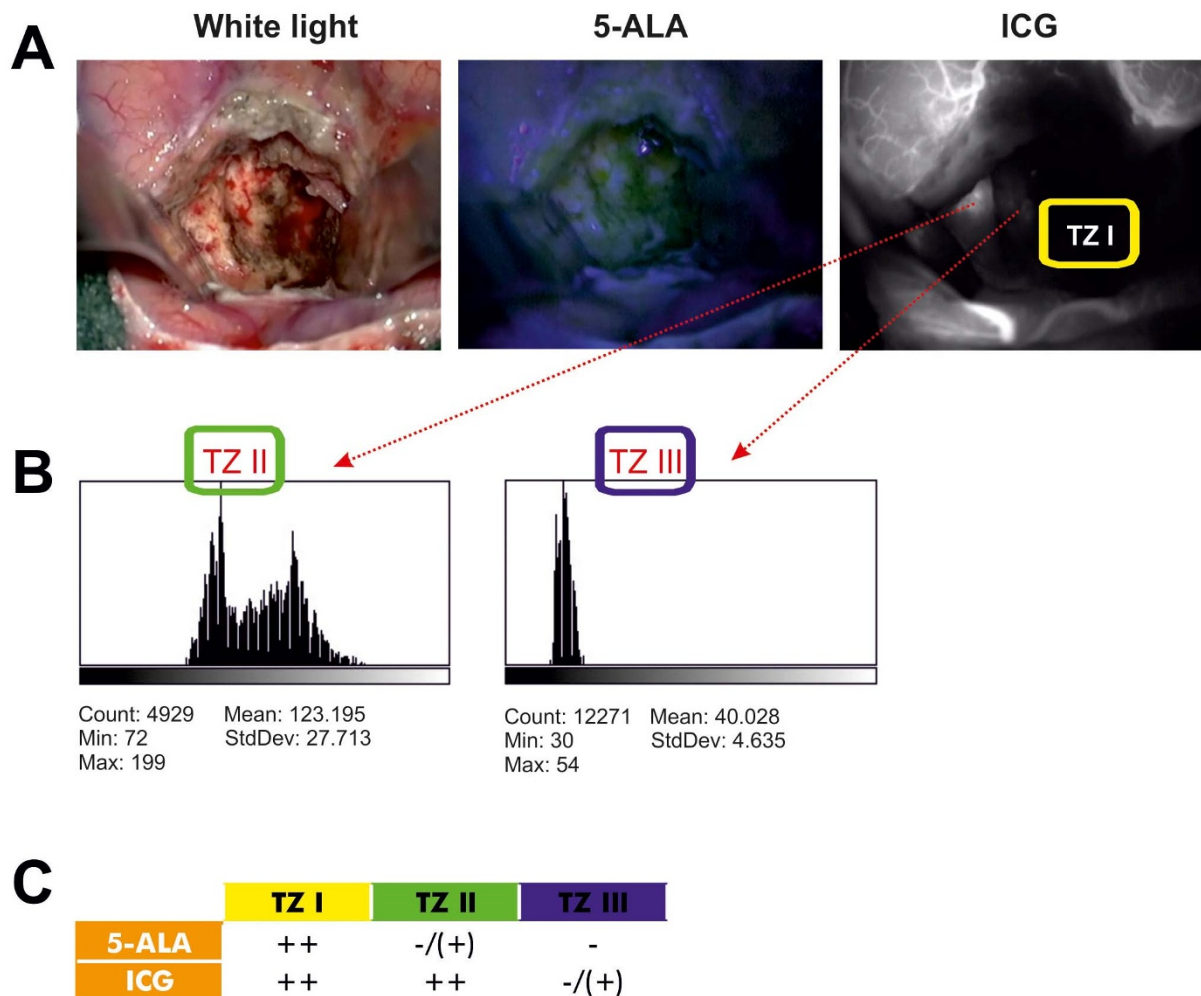 A
White light
5-ALA
ICG
TZ I
B
TZ II
TZ III
Count: 4929 Mean: 123.195
Min: 72 StdDev: 27.713
Max: 199
Count: 12271 Mean: 40.028
Min: 30 StdDev: 4.635
Max: 54
C
TZ I TZ II TZ III
5-ALA ++ -/(+) -
ICG ++ ++ -/(+)